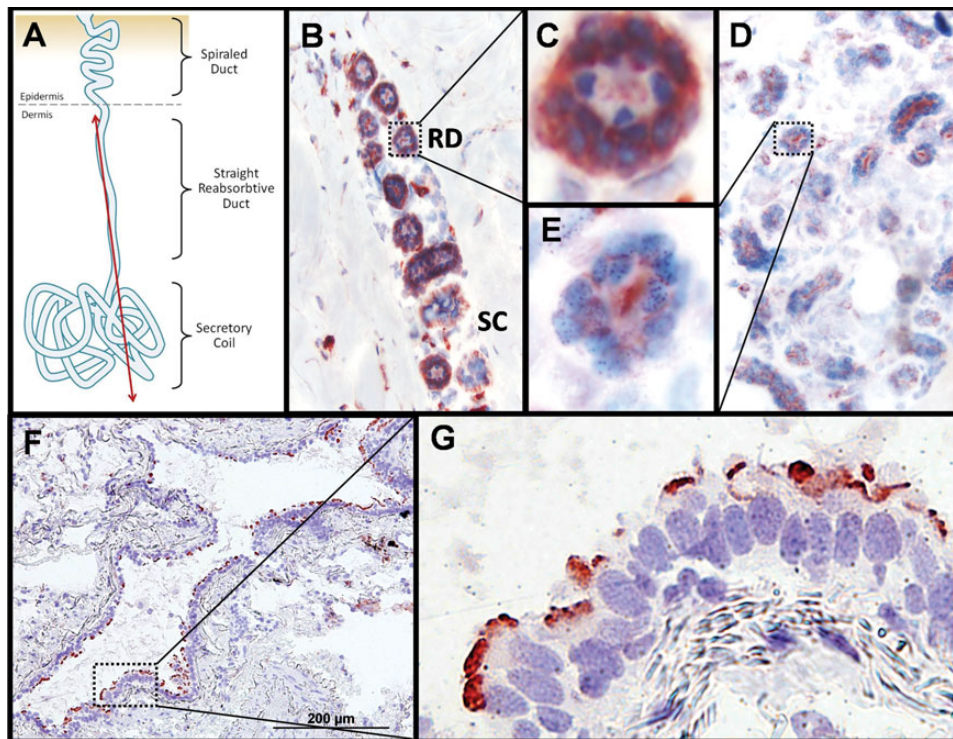 A
Spiraled
Duct
Epidermis
Dermis
Straight
Reabsorbtive
Duct
Secretory
Coil
B
RD
SC
C
D
E
F
200 µm
G